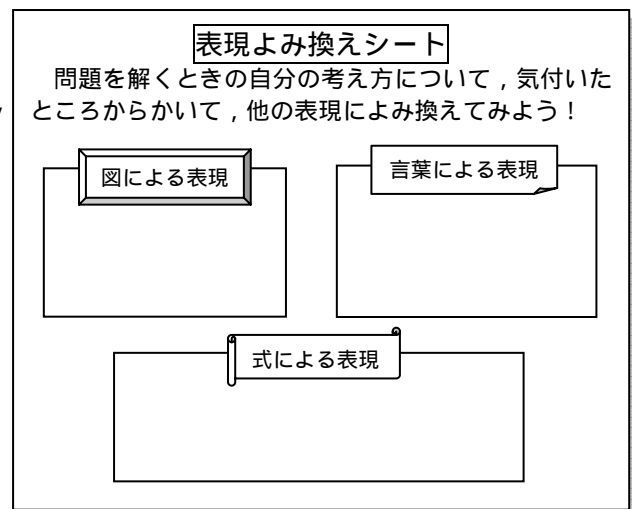 表現よみ換えシート
問題を解くときの自分の考え方について，気付いた
ところからかいて，他の表現によみ換えてみよう！
図による表現
言葉による表現
式による表現